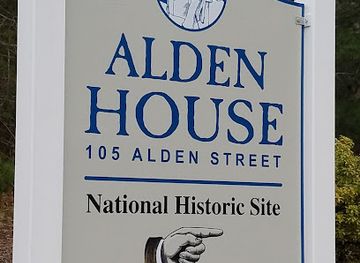 ALDEN
HOUSE
105 ALDEN STREET
National Historic Site